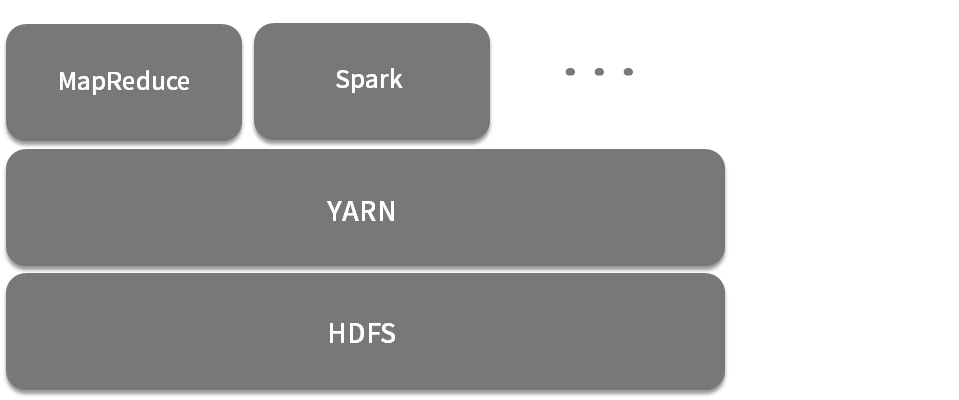 MapReduce
Spark
. . .
YARN
HDFS